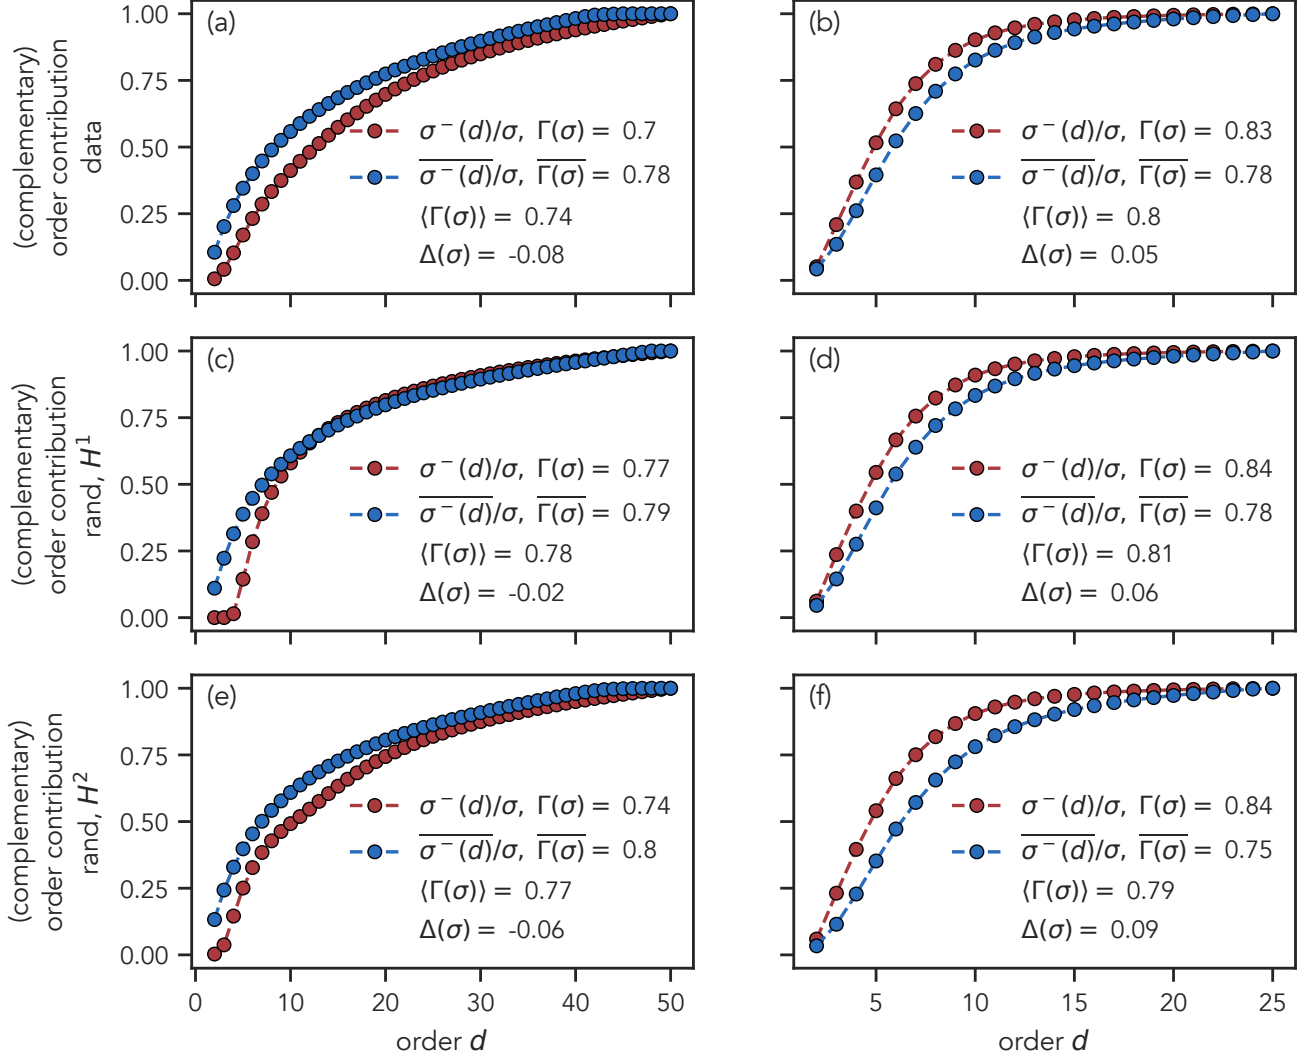 (complementary)
order contribution
data
1.00
0.75
0.50
0.25
0.00
(a)
σ⁻(d)/σ, Γ(σ) = 0.7
σ̅⁻̅(̅d̅)̅/σ, Γ̅(̅σ̅)̅ = 0.78
⟨Γ(σ)⟩ = 0.74
Δ(σ) = -0.08
(b)
σ⁻(d)/σ, Γ(σ) = 0.83
σ̅⁻̅(̅d̅)̅/σ, Γ̅(̅σ̅)̅ = 0.78
⟨Γ(σ)⟩ = 0.8
Δ(σ) = 0.05
(complementary)
order contribution
rand, H¹
1.00
0.75
0.50
0.25
0.00
(c)
σ⁻(d)/σ, Γ(σ) = 0.77
σ̅⁻̅(̅d̅)̅/σ, Γ̅(̅σ̅)̅ = 0.79
⟨Γ(σ)⟩ = 0.78
Δ(σ) = -0.02
(d)
σ⁻(d)/σ, Γ(σ) = 0.84
σ̅⁻̅(̅d̅)̅/σ, Γ̅(̅σ̅)̅ = 0.78
⟨Γ(σ)⟩ = 0.81
Δ(σ) = 0.06
(complementary)
order contribution
rand, H²
1.00
0.75
0.50
0.25
0.00
(e)
σ⁻(d)/σ, Γ(σ) = 0.74
σ̅⁻̅(̅d̅)̅/σ, Γ̅(̅σ̅)̅ = 0.8
⟨Γ(σ)⟩ = 0.77
Δ(σ) = -0.06
0 10 20 30 40 50
order d
(f)
σ⁻(d)/σ, Γ(σ) = 0.84
σ̅⁻̅(̅d̅)̅/σ, Γ̅(̅σ̅)̅ = 0.75
⟨Γ(σ)⟩ = 0.79
Δ(σ) = 0.09
5 10 15 20 25
order d